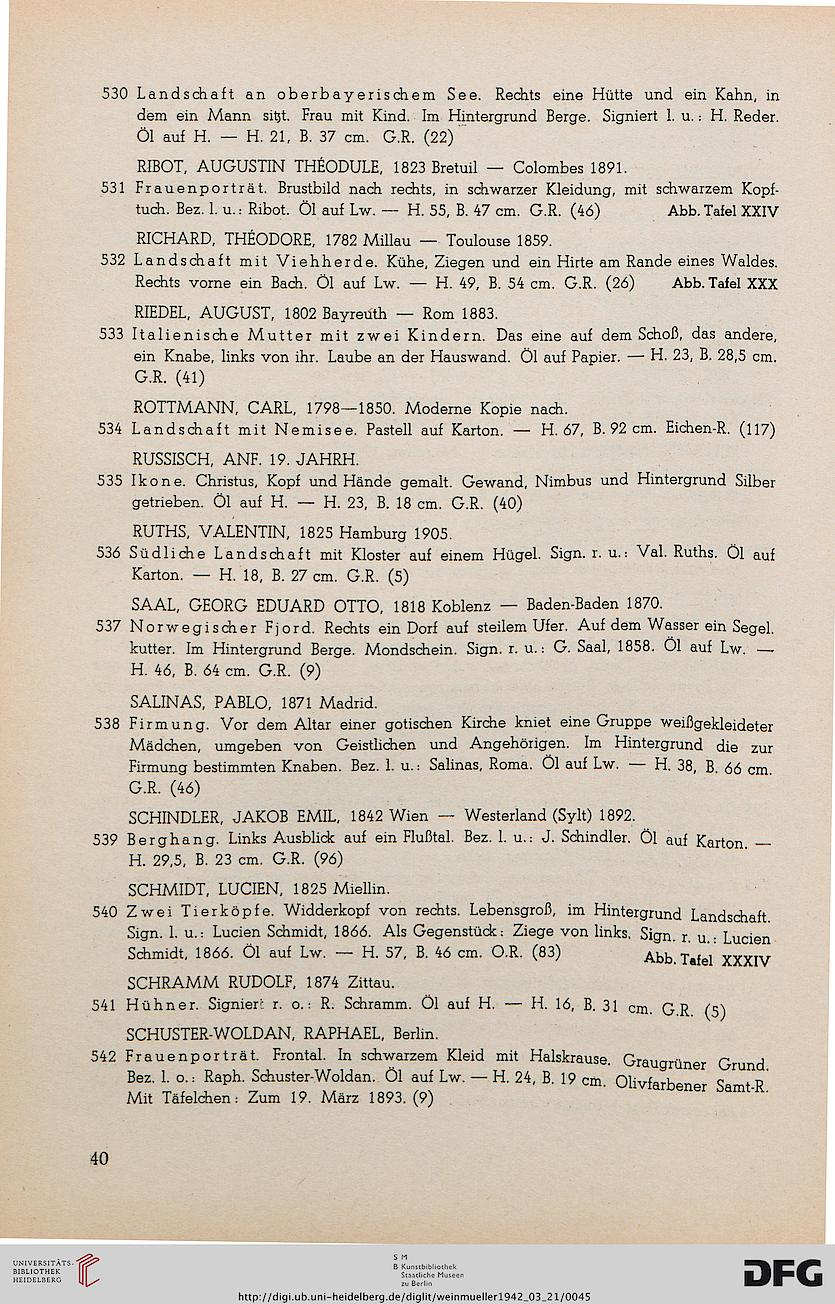 530 Landschaft an oberbayerischem See. Rechts eine Hütte und ein Kahn, in
dem ein Mann sitzt. Frau mit Kind. Im Hintergrund Berge. Signiert l. u.: H. Reder.
Öl auf H. — H. 21, B. 37 cm. G.R. (22)
RIBOT, AUGUSTIN THÉODULE, 1823 Bretuil — Colombes 1891.
531 Frauenporträt. Brustbild nach rechts, in schwarzer Kleidung, mit schwarzem Kopf-
tuch. Bez. l. u.: Ribot. Öl auf Lw. — H. 55, B. 47 cm. G.R. (46) Abb. Tafel XXIV
RICHARD, THÉODORE, 1782 Millau — Toulouse 1859.
532 Landschaft mit Viehherde. Kühe, Ziegen und ein Hirte am Rande eines Waldes.
Rechts vorne ein Bach. Öl auf Lw. — H. 49, B. 54 cm. G.R. (26) Abb. Tafel XXX
RIEDEL, AUGUST, 1802 Bayreuth — Rom 1883.
533 Italienische Mutter mit zwei Kindern. Das eine auf dem Schoß, das andere,
ein Knabe, links von ihr. Laube an der Hauswand. Öl auf Papier. — H. 23, B. 28,5 cm.
G.R. (41)
ROTTMANN, CARL, 1798—1850. Moderne Kopie nach.
534 Landschaft mit Nemisee. Pastell auf Karton. — H. 67, B. 92 cm. Eichen-R. (117)
RUSSISCH, ANF. 19. JAHRH.
535 Ikone. Christus, Kopf und Hände gemalt. Gewand, Nimbus und Hintergrund Silber
getrieben. Öl auf H. — H. 23, B. 18 cm. G.R. (40)
RUTHS, VALENTIN, 1825 Hamburg 1905.
536 Südliche Landschaft mit Kloster auf einem Hügel. Sign. r. u.: Val. Ruths. Öl auf
Karton. — H. 18, B. 27 cm. G.R. (5)
SAAL, GEORG EDUARD OTTO, 1818 Koblenz — Baden-Baden 1870.
537 Norwegischer Fjord. Rechts ein Dorf auf steilem Ufer. Auf dem Wasser ein Segel.
kutter. Im Hintergrund Berge. Mondschein. Sign. r. u.: G. Saal, 1858. Öl auf Lw. —
H. 46, B. 64 cm. G.R. (9)
SALINAS, PABLO, 1871 Madrid.
538 Firmung. Vor dem Altar einer gotischen Kirche kniet eine Gruppe weißgekleideter
Mädchen, umgeben von Geistlichen und Angehörigen. Im Hintergrund die zur
Firmung bestimmten Knaben. Bez. l. u.: Salinas, Roma. Öl auf Lw. — H. 38, B. 66 cm.
G.R. (46)
SCHINDLER, JAKOB EMIL, 1842 Wien — Westerland (Sylt) 1892.
539 Berghang. Links Ausblick auf ein Flußtal. Bez. l. u.: J. Schindler. Öl auf Karton. —
H. 29,5, B. 23 cm. G.R. (96)
SCHMIDT, LUCIEN, 1825 Miellin.
540 Zwei Tierköpfe. Widderkopf von rechts. Lebensgroß, im Hintergrund Landschaft.
Sign. l. u.: Lucien Schmidt, 1866. Als Gegenstück: Ziege von links. Sign. r. u.: Lucien
Schmidt, 1866. Öl auf Lw. — H. 57, B. 46 cm. O.R. (83) Abb. Tafel XXXIV
SCHRAMM RUDOLF, 1874 Zittau.
541 Hühner. Signiert r. o.: R. Schramm. Öl auf H. — H. 16, B. 31 cm. G.R. (5)
SCHUSTER-WOLDAN, RAPHAEL, Berlin.
542 Frauenporträt. Frontal. In schwarzem Kleid mit Halskrause. Graugrüner Grund.
Bez. l. o.: Raph. Schuster-Woldan. Öl auf Lw. — H. 24, B. 19 cm. Olivfarbener Samt-R.
Mit Täfelchen: Zum 19. März 1893. (9)
40
UNIVERSITÄTS-
BIBLIOTHEK
HEIDELBERG
S M
B Kunstbibliothek
Staatliche Museen
zu Berlin
DFG
http://digi.ub.uni-heidelberg.de/diglit/weinmueller1942_03_21/0045